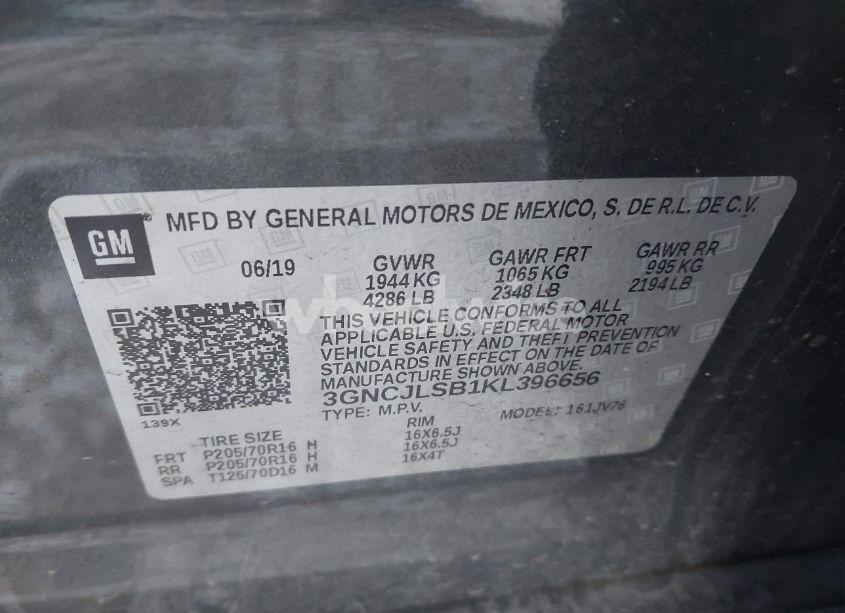 GM
MFD BY GENERAL MOTORS DE MEXICO, S. DE R.L. DE C.V.
06/19 GVWR GAWR FRT GAWR RR
1944 KG 1065 KG 995 KG
4286 LB 2348 LB 2194 LB
THIS VEHICLE CONFORMS TO ALL
APPLICABLE U.S. FEDERAL MOTOR
VEHICLE SAFETY AND THEFT PREVENTION
STANDARDS IN EFFECT ON THE DATE OF
MANUFACTURE SHOWN ABOVE.
3GNCJLSB1KL396656
TYPE: M.P.V. MODEL: 161JV76
139X
TIRE SIZE RIM
FRT P205/70R16 H 16X6.5J
RR P205/70R16 H 16X6.5J
SPA T125/70D16 M 16X4T